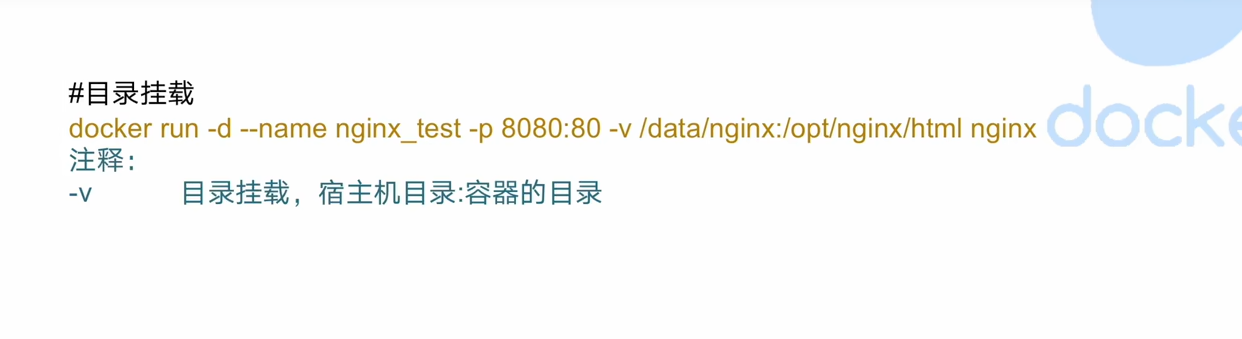 #目录挂载
docker run -d --name nginx_test -p 8080:80 -v /data/nginx:/opt/nginx/html nginx
注释：
-v 目录挂载，宿主机目录:容器的目录